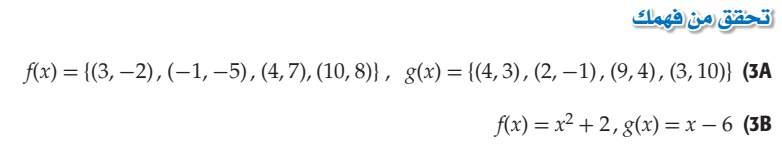 تحقق من فهمك
(3A f(x) = {(3, −2), (−1, −5), (4, 7), (10, 8)} , g(x) = {(4, 3), (2, −1), (9, 4), (3, 10)}
(3B f(x) = x² + 2, g(x) = x − 6